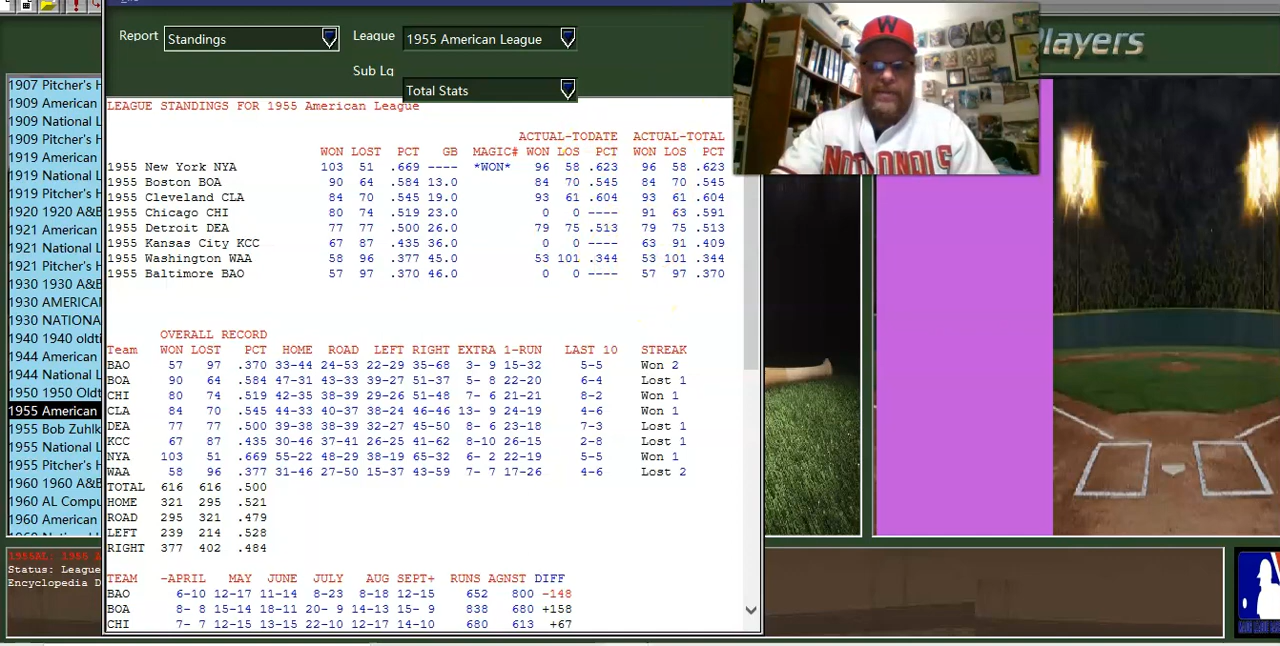 Report Standings League 1955 American League
Sub Lg
Total Stats
LEAGUE STANDINGS FOR 1955 American League
ACTUAL-TODATE ACTUAL-TOTAL
WON LOST PCT GB MAGIC# WON LOS PCT WON LOS PCT
1955 New York NYA 103 51 .669 ---- *WON* 96 58 .623 96 58 .623
1955 Boston BOA 90 64 .584 13.0 84 70 .545 84 70 .545
1955 Cleveland CLA 84 70 .545 19.0 93 61 .604 93 61 .604
1955 Chicago CHI 80 74 .519 23.0 0 0 ---- 91 63 .591
1955 Detroit DEA 77 77 .500 26.0 79 75 .513 79 75 .513
1955 Kansas City KCC 67 87 .435 36.0 0 0 ---- 63 91 .409
1955 Washington WAA 58 96 .377 45.0 53 101 .344 53 101 .344
1955 Baltimore BAO 57 97 .370 46.0 0 0 ---- 57 97 .370
OVERALL RECORD
Team WON LOST PCT HOME ROAD LEFT RIGHT EXTRA 1-RUN LAST 10 STREAK
BAO 57 97 .370 33-44 24-53 22-29 35-68 3- 9 15-32 5-5 Won 2
BOA 90 64 .584 47-31 43-33 39-27 51-37 5- 8 22-20 6-4 Lost 1
CHI 80 74 .519 42-35 38-39 29-26 51-48 7- 6 21-21 8-2 Won 1
CLA 84 70 .545 44-33 40-37 38-24 46-46 13- 9 24-19 4-6 Won 1
DEA 77 77 .500 39-38 38-39 32-27 45-50 8- 6 23-18 7-3 Lost 1
KCC 67 87 .435 30-46 37-41 26-25 41-62 8-10 26-15 2-8 Lost 1
NYA 103 51 .669 55-22 48-29 38-19 65-32 6- 2 22-19 5-5 Won 1
WAA 58 96 .377 31-46 27-50 15-37 43-59 7- 7 17-26 4-6 Lost 2
TOTAL 616 616 .500
HOME 321 295 .521
ROAD 295 321 .479
LEFT 239 214 .528
RIGHT 377 402 .484
TEAM -APRIL MAY JUNE JULY AUG SEPT+ RUNS AGNST DIFF
BAO 6-10 12-17 11-14 8-23 8-18 12-15 652 800 -148
BOA 8- 8 15-14 18-11 20- 9 14-13 15- 9 838 680 +158
CHI 7- 7 12-15 13-15 22-10 12-17 14-10 680 613 +67
1907 Pitcher's H
1909 American
1909 National L
1909 Pitcher's H
1919 American
1919 National L
1919 Pitcher's H
1920 1920 A&B
1921 American
1921 National L
1921 Pitcher's H
1930 1930 A&B
1930 AMERICAN
1930 NATIONA
1940 1940 oldti
1944 American
1944 National L
1950 1950 Oldt
1955 American
1955 Bob Zuhlk
1955 National L
1955 Pitcher's H
1960 1960 A&B
1960 AL Compu
1960 American
1960 National L
Status: League
Encyclopedia D
Players
W
NATIONALS